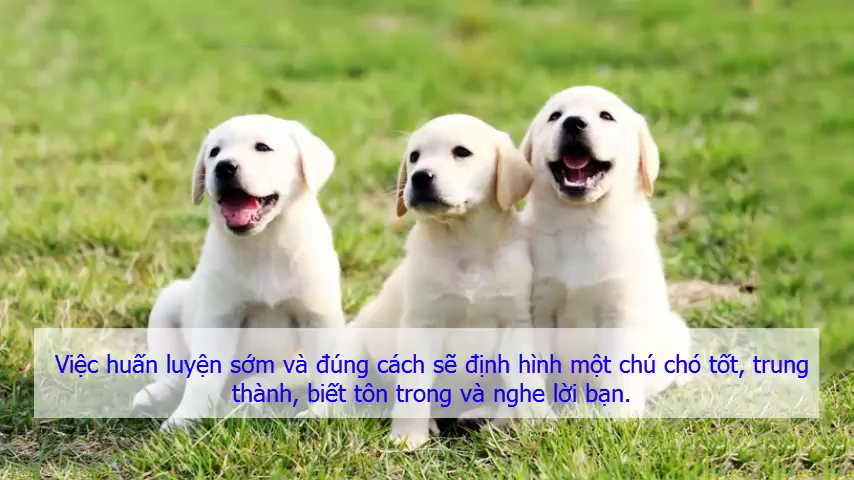 Việc huấn luyện sớm và đúng cách sẽ định hình một chú chó tốt, trung
thành, biết tôn trong và nghe lời bạn.